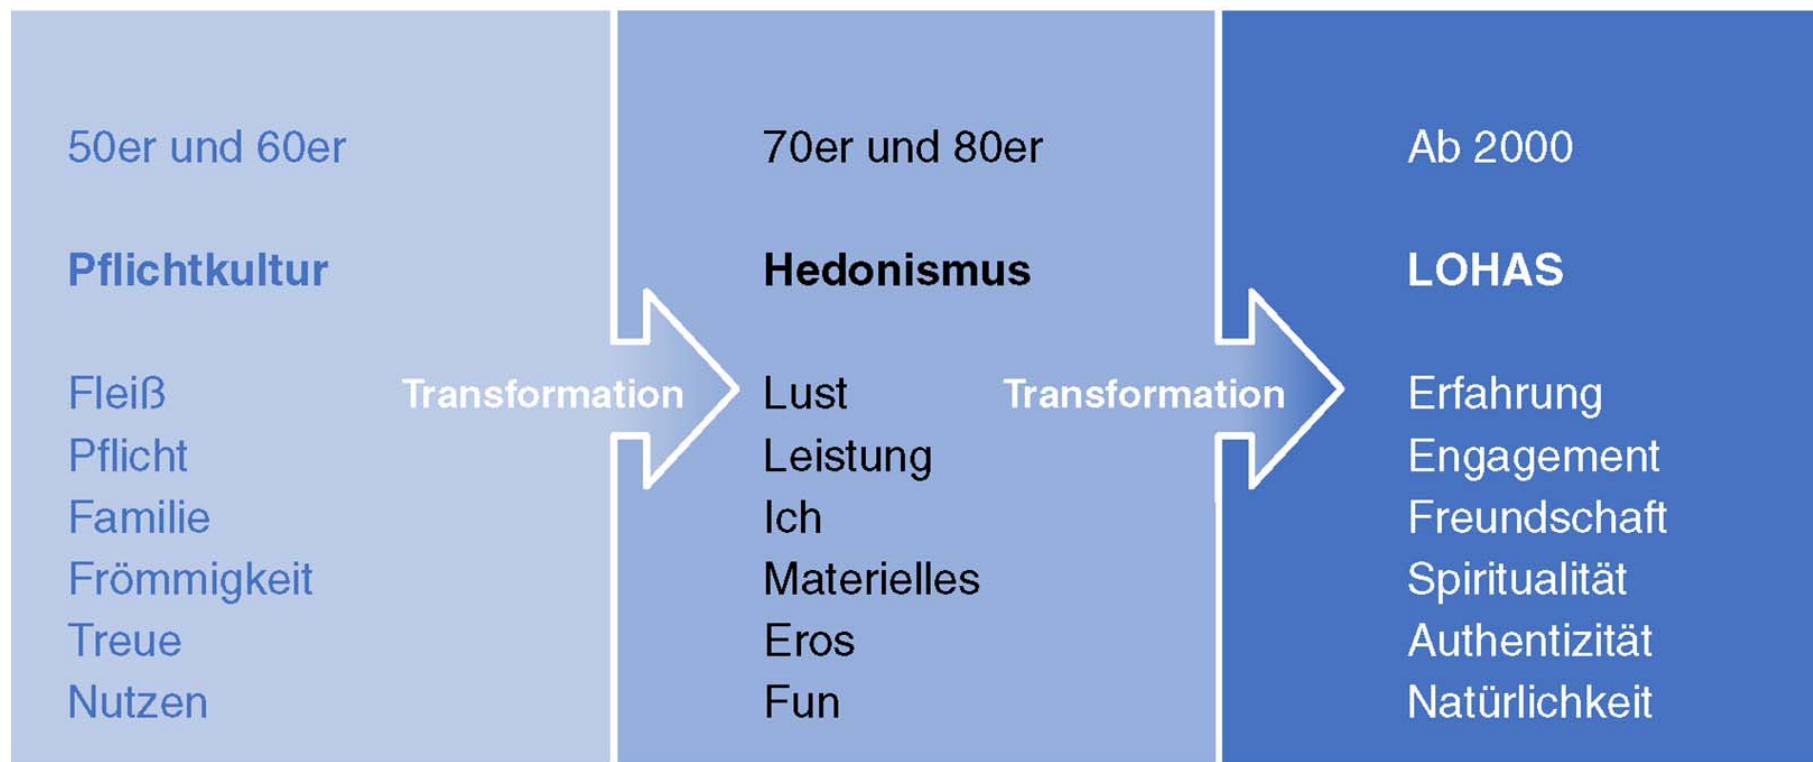 50er und 60er
Pflichtkultur
Fleiß
Pflicht
Familie
Frömmigkeit
Treue
Nutzen
Transformation
70er und 80er
Hedonismus
Lust
Leistung
Ich
Materielles
Eros
Fun
Transformation
Ab 2000
LOHAS
Erfahrung
Engagement
Freundschaft
Spiritualität
Authentizität
Natürlichkeit